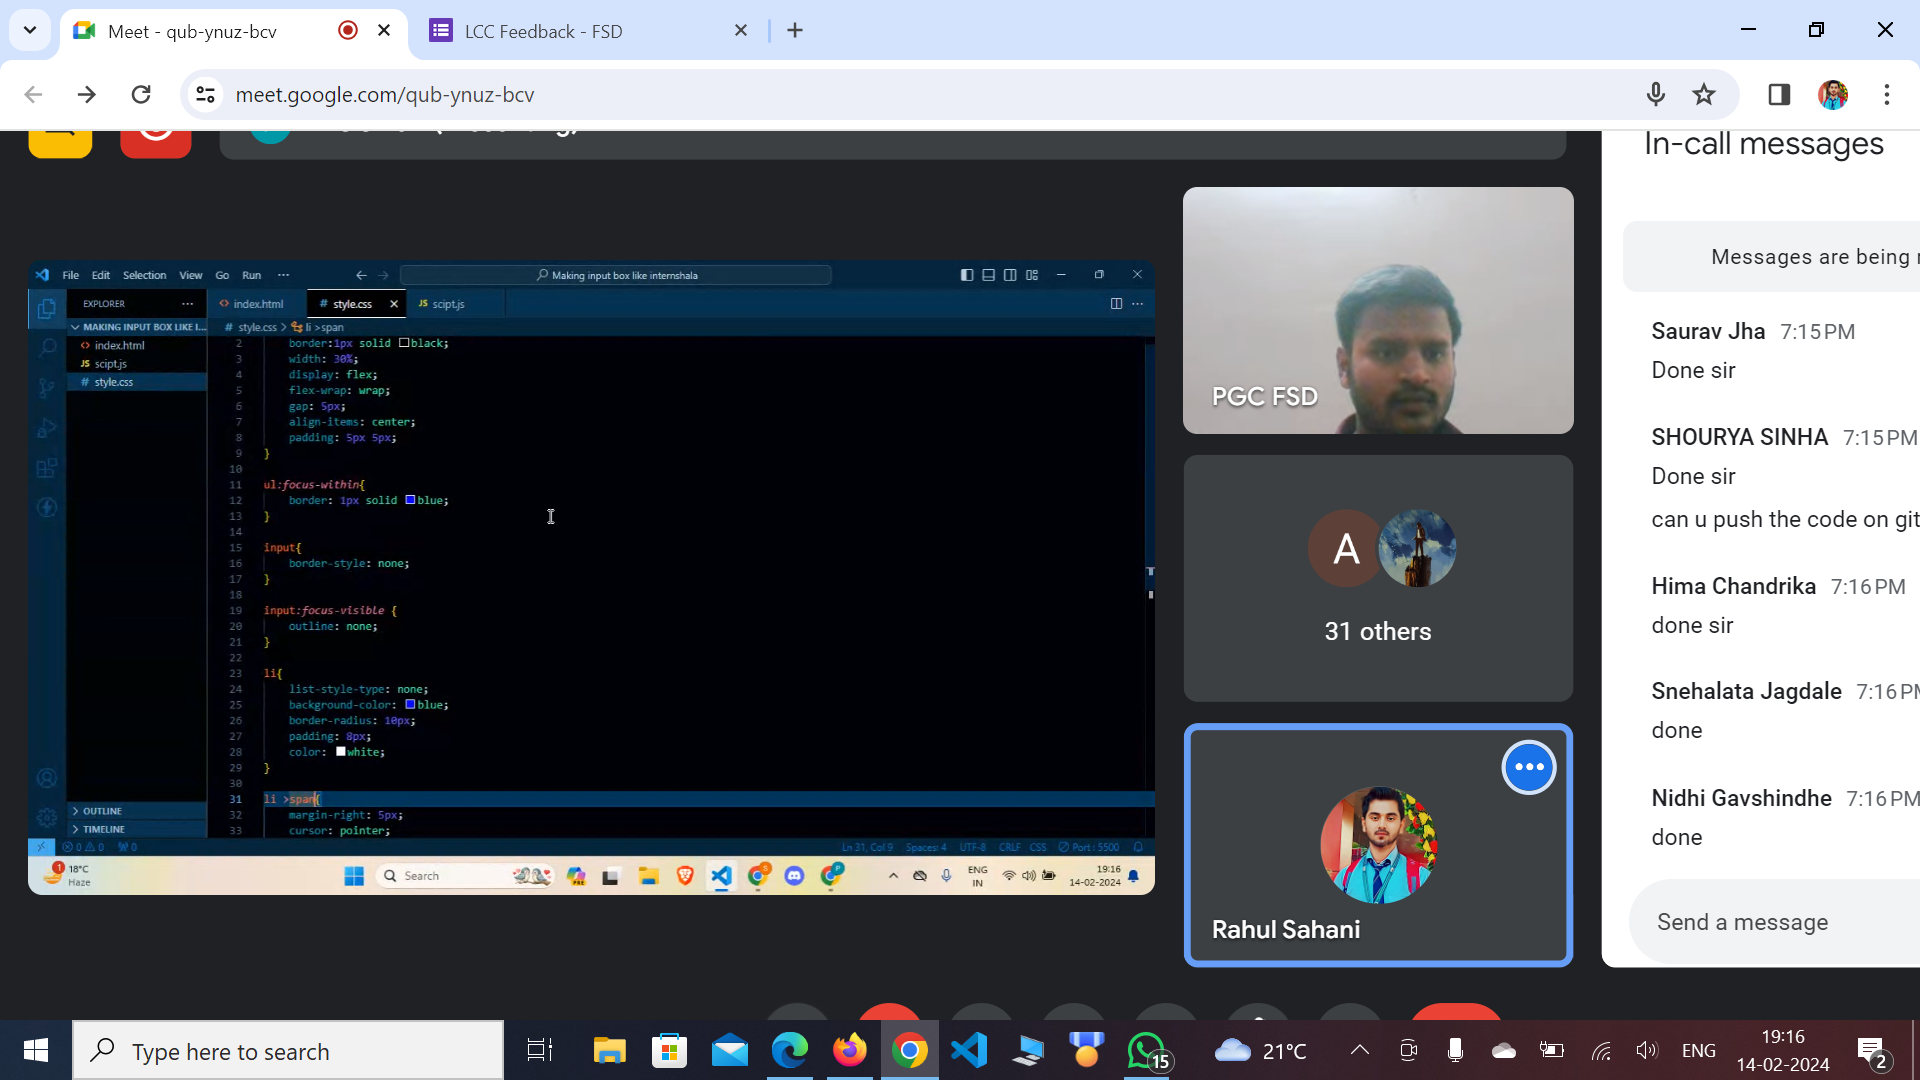 Meet - qub-ynuz-bcv
LCC Feedback - FSD
meet.google.com/qub-ynuz-bcv
In-call messages
Messages are being
File Edit Selection View Go Run ···
Making input box like internshala
EXPLORER ···
index.html
# style.css
JS scipt.js
MAKING INPUT BOX LIKE I...
<> index.html
JS scipt.js
# style.css
# style.css > li >span
2 border:1px solid black;
3 width: 30%;
4 display: flex;
5 flex-wrap: wrap;
6 gap: 5px;
7 align-items: center;
8 padding: 5px 5px;
9 }
10
11 ul:focus-within{
12 border: 1px solid blue;
13 }
14
15 input{
16 border-style: none;
17 }
18
19 input:focus-visible {
20 outline: none;
21 }
22
23 li{
24 list-style-type: none;
25 background-color: blue;
26 border-radius: 10px;
27 padding: 8px;
28 color: white;
29 }
30
31 li >span{
32 margin-right: 5px;
33 cursor: pointer;
OUTLINE
TIMELINE
0 0 0
Ln 31, Col 9 Spaces: 4 UTF-8 CRLF CSS Port : 5500
1
18°C
Haze
Search
PRE
S
P
ENG
IN
19:16
14-02-2024
PGC FSD
A
31 others
Rahul Sahani
Saurav Jha 7:15 PM
Done sir
SHOURYA SINHA 7:15 PM
Done sir
can u push the code on git
Hima Chandrika 7:16 PM
done sir
Snehalata Jagdale 7:16 PM
done
Nidhi Gavshindhe 7:16 PM
done
Send a message
Type here to search
15
21°C
ENG
19:16
14-02-2024
2